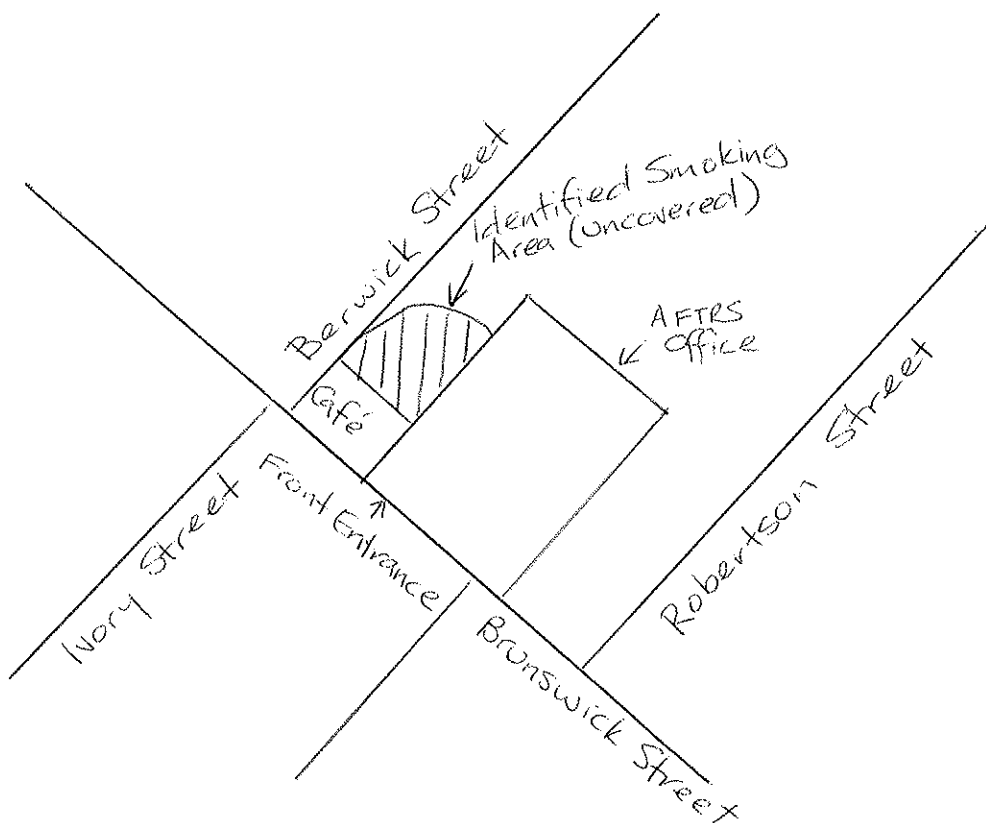 Berwick Street
Identified Smoking
Area (uncovered)
AFTRS
Office
Café
Front Entrance
Ivory Street
Brunswick Street
Robertson Street